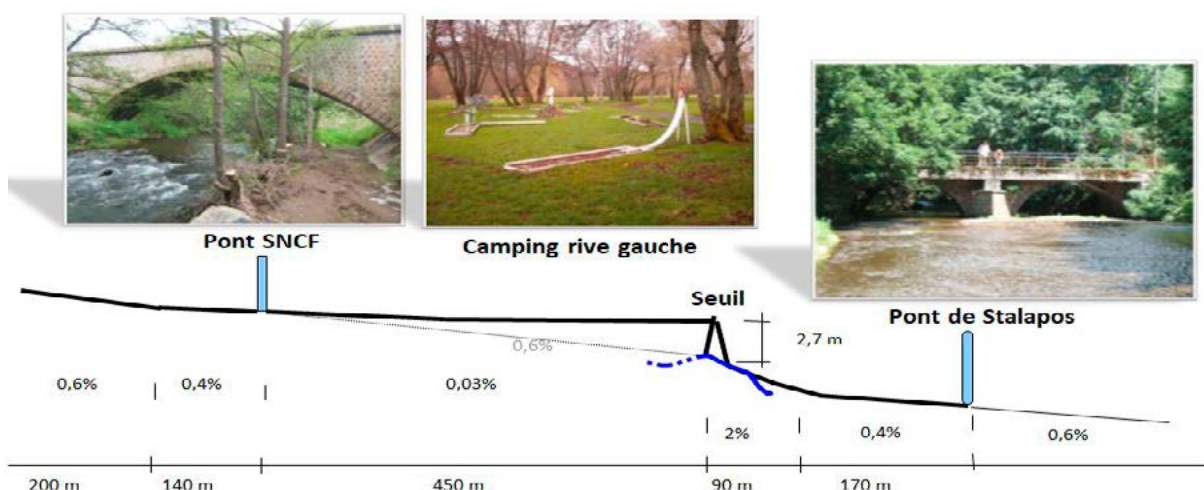 Pont SNCF
Camping rive gauche
Seuil
Pont de Stalapos
2,7 m
0,6%
0,6%
0,4%
0,03%
2%
0,4%
0,6%
200 m
140 m
450 m
90 m
170 m